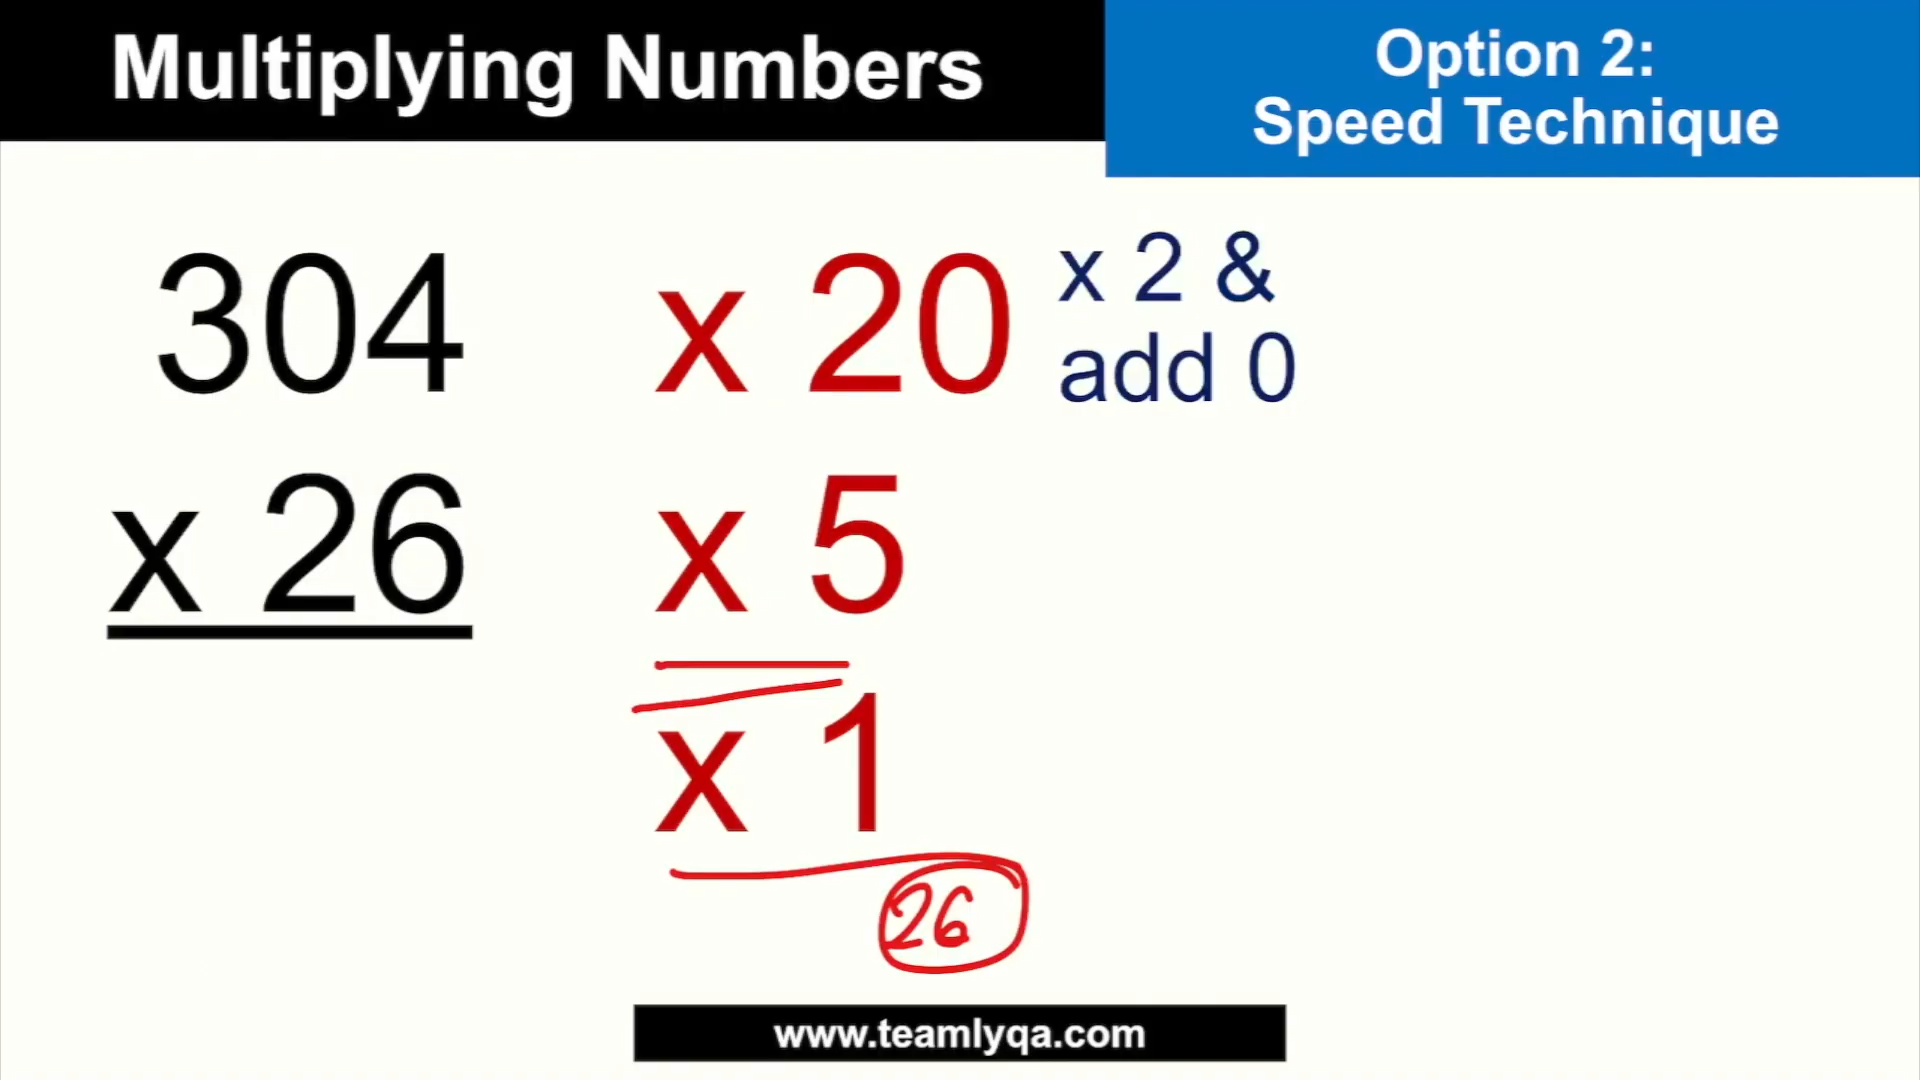 Multiplying Numbers
Option 2:
Speed Technique
304
x 26
x 20
x 2 &
add 0
x 5
x 1
26
www.teamlyqa.com